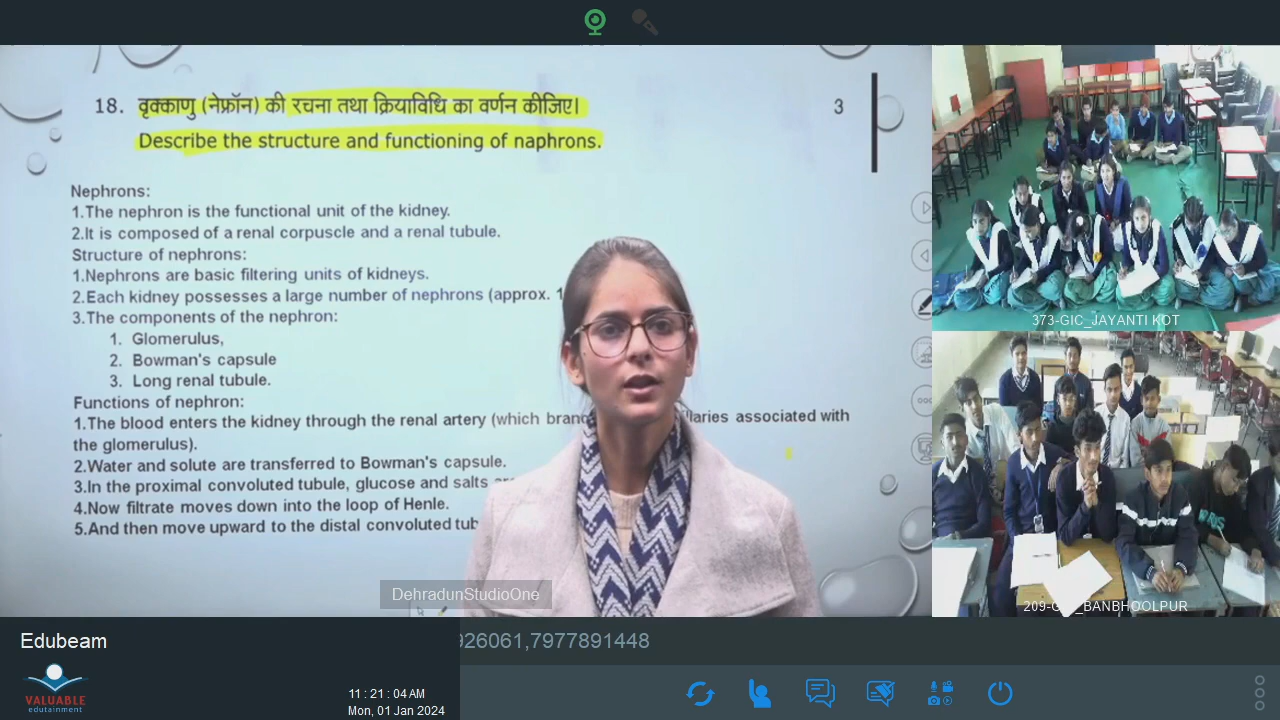 18. वृक्काणु (नेफ्रॉन) की रचना तथा क्रियाविधि का वर्णन कीजिए। 3
Describe the structure and functioning of naphrons.
Nephrons:
1.The nephron is the functional unit of the kidney.
2.It is composed of a renal corpuscle and a renal tubule.
Structure of nephrons:
1.Nephrons are basic filtering units of kidneys.
2.Each kidney possesses a large number of nephrons (approx. 1
3.The components of the nephron:
1. Glomerulus,
2. Bowman's capsule
3. Long renal tubule.
Functions of nephron:
1.The blood enters the kidney through the renal artery (which associated with
the glomerulus).
2.Water and solute are transferred to Bowman's capsule.
3.In the proximal convoluted tubule, glucose and salts
4.Now filtrate moves down into the loop of Henle.
5.And then move upward to the distal convoluted
DehradunStudioOne
373-GIC_JAYANTI KOT
BANBHOOLPUR
Edubeam
926061,7977891448
VALUABLE
edutainment
11 : 21 : 04 AM
Mon, 01 Jan 2024